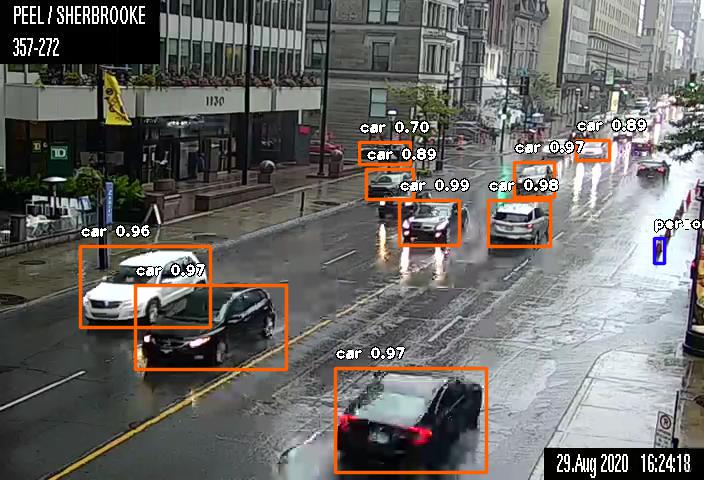 PEEL / SHERBROOKE
357-272
1130
TD
car 0.70
car 0.89
car 0.89
car 0.97
car 0.99
car 0.98
car 0.96
car 0.97
perso
car 0.97
P
29.Aug 2020 16:24:18